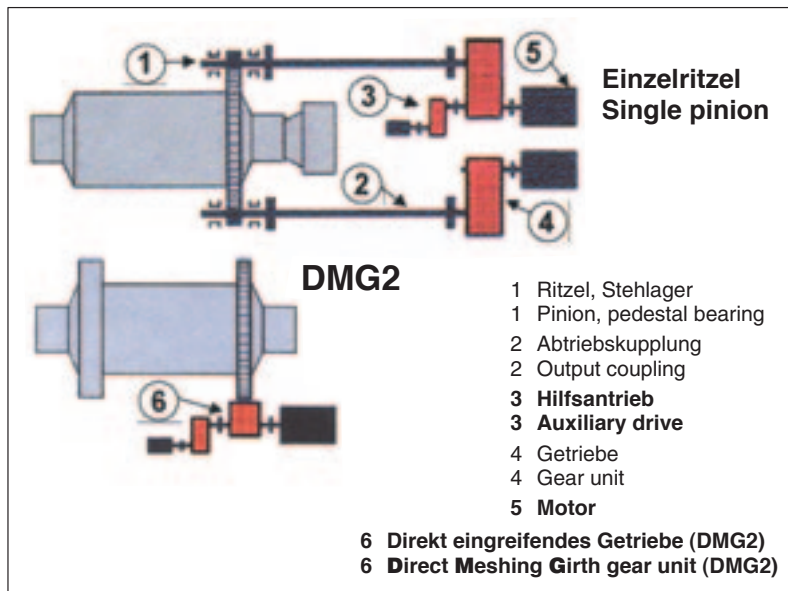 1
5
Einzelritzel
Single pinion
3
2
4
DMG2
6
1 Ritzel, Stehlager
1 Pinion, pedestal bearing
2 Abtriebskupplung
2 Output coupling
3 Hilfsantrieb
3 Auxiliary drive
4 Getriebe
4 Gear unit
5 Motor
6 Direkt eingreifendes Getriebe (DMG2)
6 Direct Meshing Girth gear unit (DMG2)